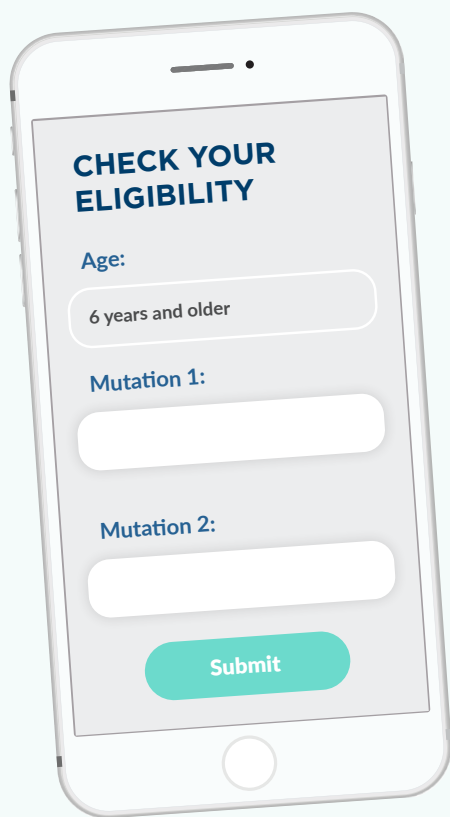 CHECK YOUR
ELIGIBILITY
Age:
6 years and older
Mutation 1:
Mutation 2:
Submit